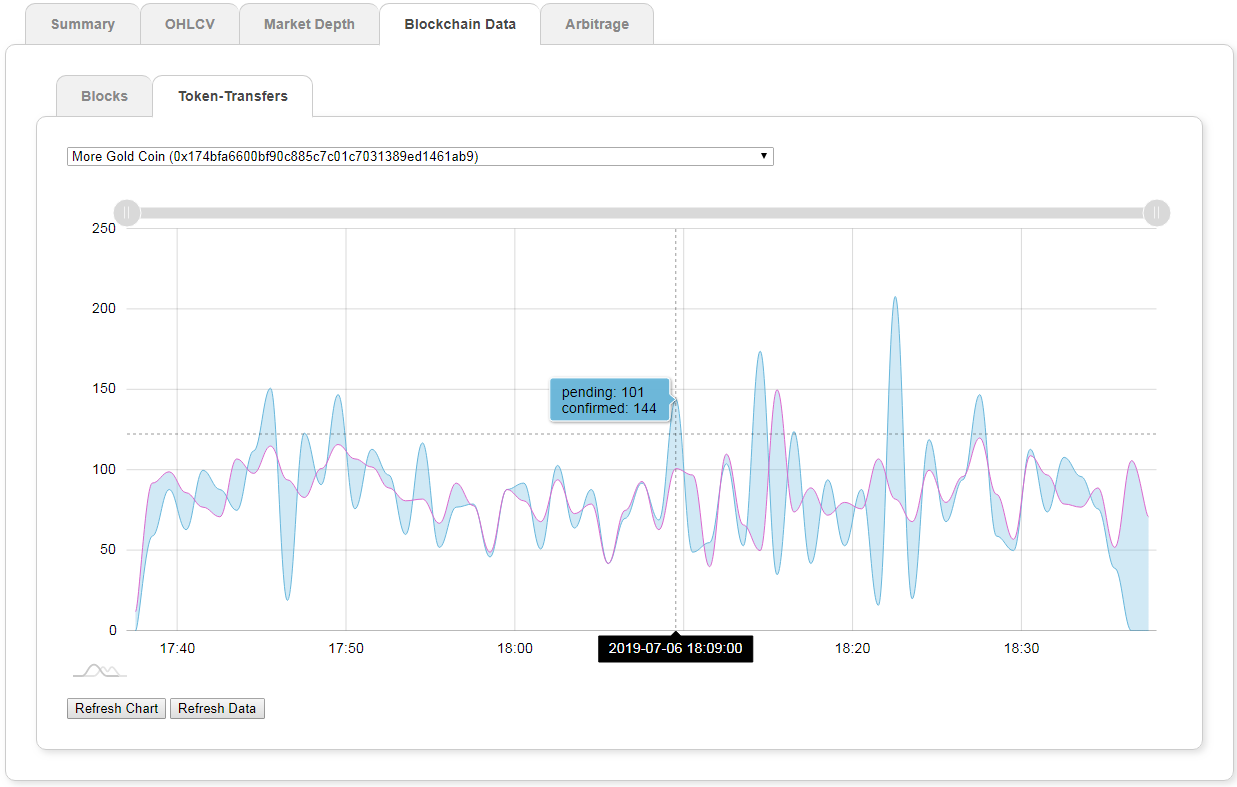 Summary OHLCV Market Depth Blockchain Data Arbitrage
Blocks Token-Transfers
More Gold Coin (0x174bfa6600bf90c885c7c01c7031389ed1461ab9)
250
200
150
pending: 101
confirmed: 144
100
50
0
17:40 17:50 18:00 2019-07-06 18:09:00 18:20 18:30
Refresh Chart Refresh Data